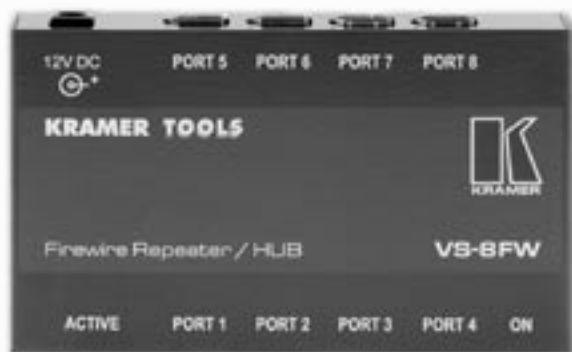 12V DC PORT 5 PORT 6 PORT 7 PORT 8
KRAMER TOOLS
KRAMER
Firewire Repeater / HUB VS-8FW
ACTIVE PORT 1 PORT 2 PORT 3 PORT 4 ON